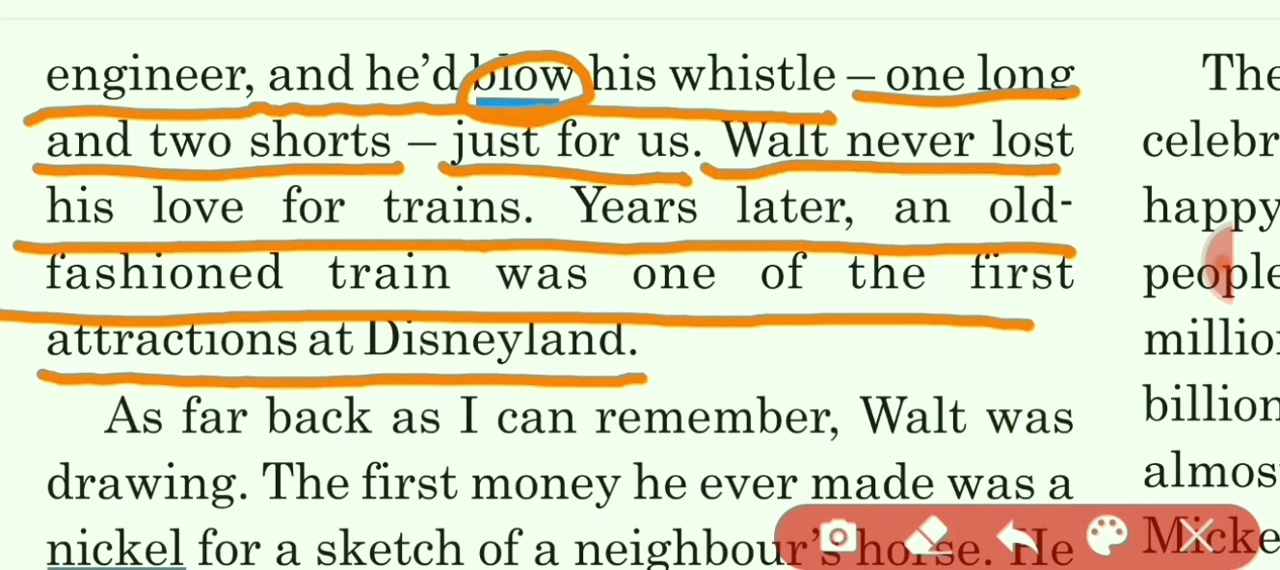 engineer, and he'd blow his whistle – one long
and two shorts – just for us. Walt never lost
his love for trains. Years later, an old-
fashioned train was one of the first
attractions at Disneyland.
As far back as I can remember, Walt was
drawing. The first money he ever made was a
nickel for a sketch of a neighbour's horse. He
The
celebr
happy
people
millio
billion
almos
Micke